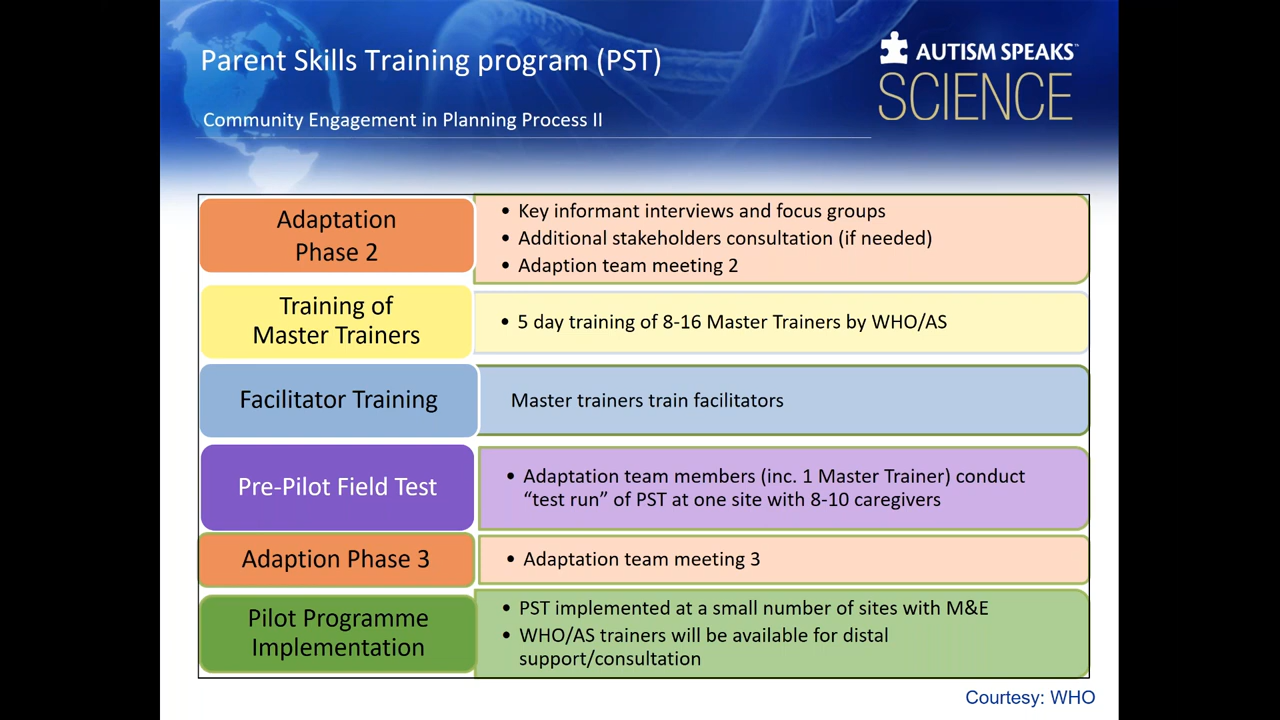 Parent Skills Training program (PST)
AUTISM SPEAKS™
SCIENCE
Community Engagement in Planning Process II
Adaptation
Phase 2
• Key informant interviews and focus groups
• Additional stakeholders consultation (if needed)
• Adaption team meeting 2
Training of
Master Trainers
• 5 day training of 8-16 Master Trainers by WHO/AS
Facilitator Training
Master trainers train facilitators
Pre-Pilot Field Test
• Adaptation team members (inc. 1 Master Trainer) conduct
“test run” of PST at one site with 8-10 caregivers
Adaption Phase 3
• Adaptation team meeting 3
Pilot Programme
Implementation
• PST implemented at a small number of sites with M&E
• WHO/AS trainers will be available for distal
support/consultation
Courtesy: WHO